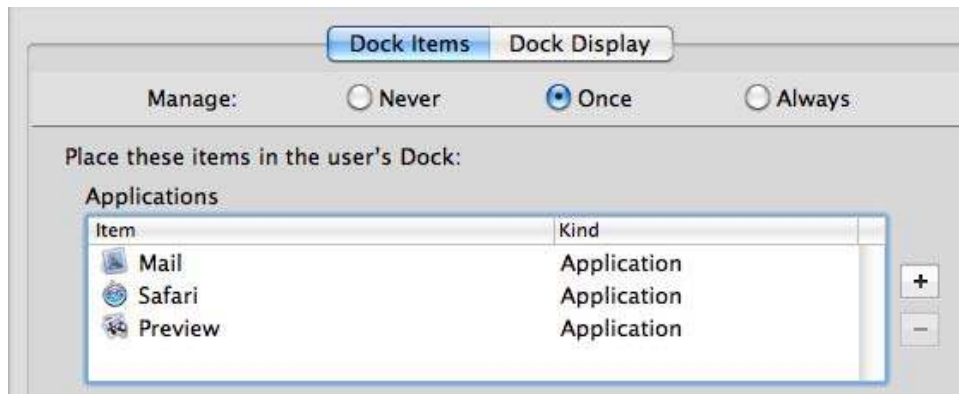 Dock Items Dock Display
Manage: Never Once Always
Place these items in the user's Dock:
Applications
Item Kind
Mail Application
Safari Application
Preview Application
+
−